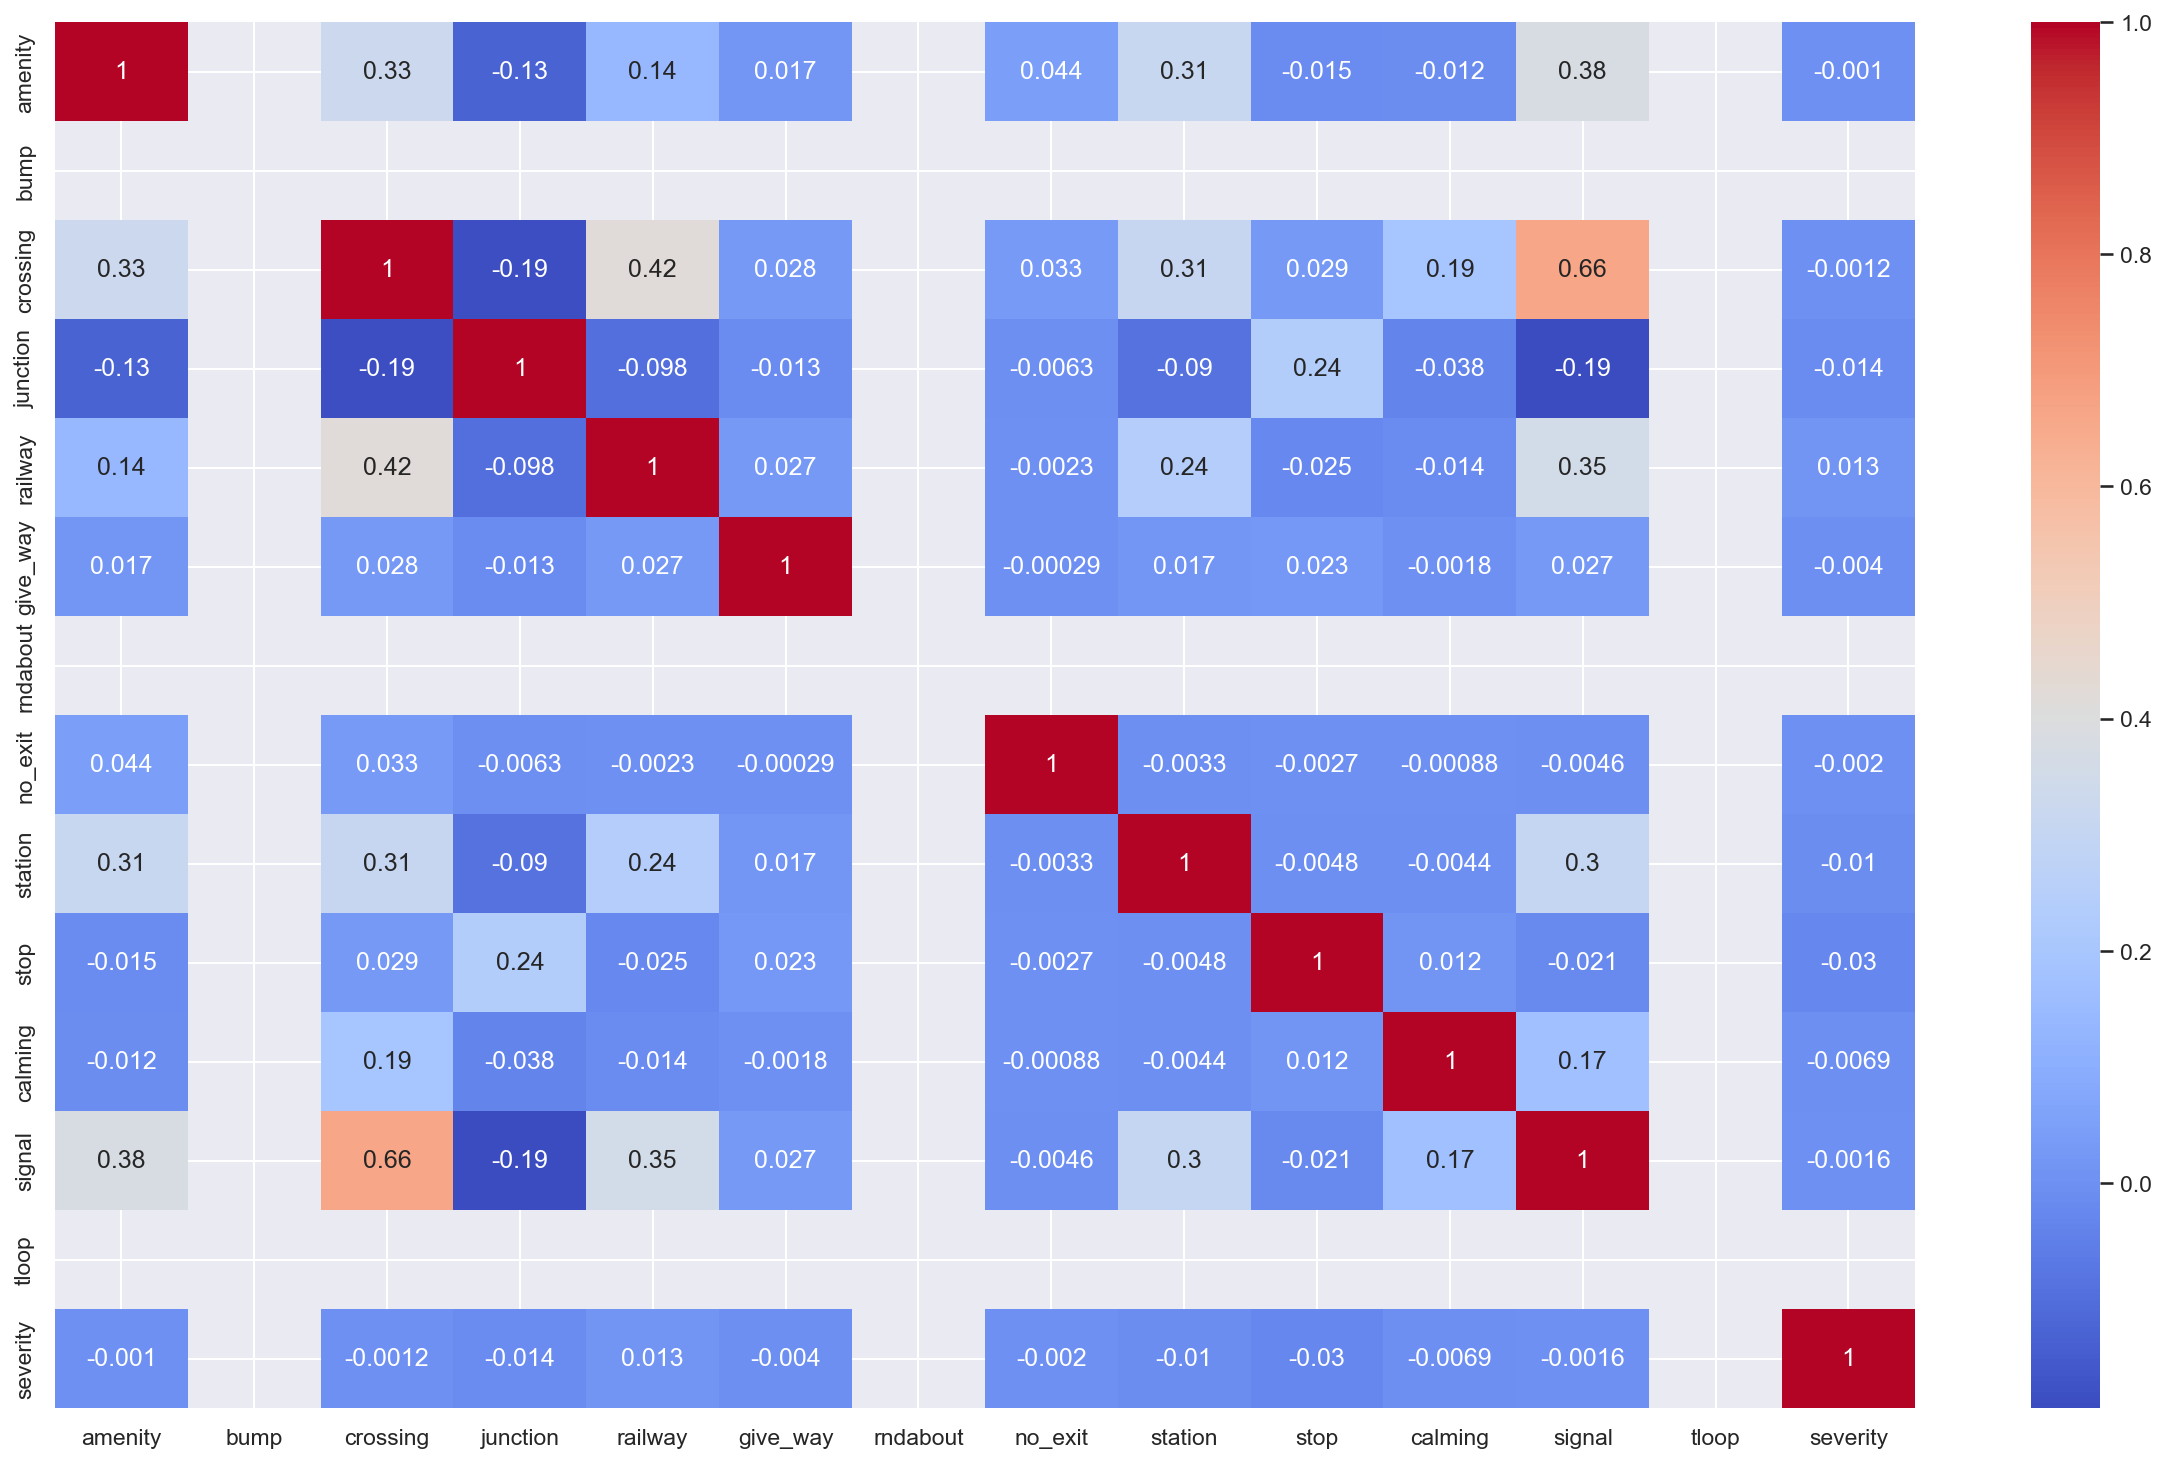 amenity 1 0.33 -0.13 0.14 0.017 0.044 0.31 -0.015 -0.012 0.38 -0.001
bump
crossing 0.33 1 -0.19 0.42 0.028 0.033 0.31 0.029 0.19 0.66 -0.0012
junction -0.13 -0.19 1 -0.098 -0.013 -0.0063 -0.09 0.24 -0.038 -0.19 -0.014
railway 0.14 0.42 -0.098 1 0.027 -0.0023 0.24 -0.025 -0.014 0.35 0.013
give_way 0.017 0.028 -0.013 0.027 1 -0.00029 0.017 0.023 -0.0018 0.027 -0.004
rndabout
no_exit 0.044 0.033 -0.0063 -0.0023 -0.00029 1 -0.0033 -0.0027 -0.00088 -0.0046 -0.002
station 0.31 0.31 -0.09 0.24 0.017 -0.0033 1 -0.0048 -0.0044 0.3 -0.01
stop -0.015 0.029 0.24 -0.025 0.023 -0.0027 -0.0048 1 0.012 -0.021 -0.03
calming -0.012 0.19 -0.038 -0.014 -0.0018 -0.00088 -0.0044 0.012 1 0.17 -0.0069
signal 0.38 0.66 -0.19 0.35 0.027 -0.0046 0.3 -0.021 0.17 1 -0.0016
tloop
severity -0.001 -0.0012 -0.014 0.013 -0.004 -0.002 -0.01 -0.03 -0.0069 -0.0016 1
amenity bump crossing junction railway give_way rndabout no_exit station stop calming signal tloop severity
1.0
0.8
0.6
0.4
0.2
0.0